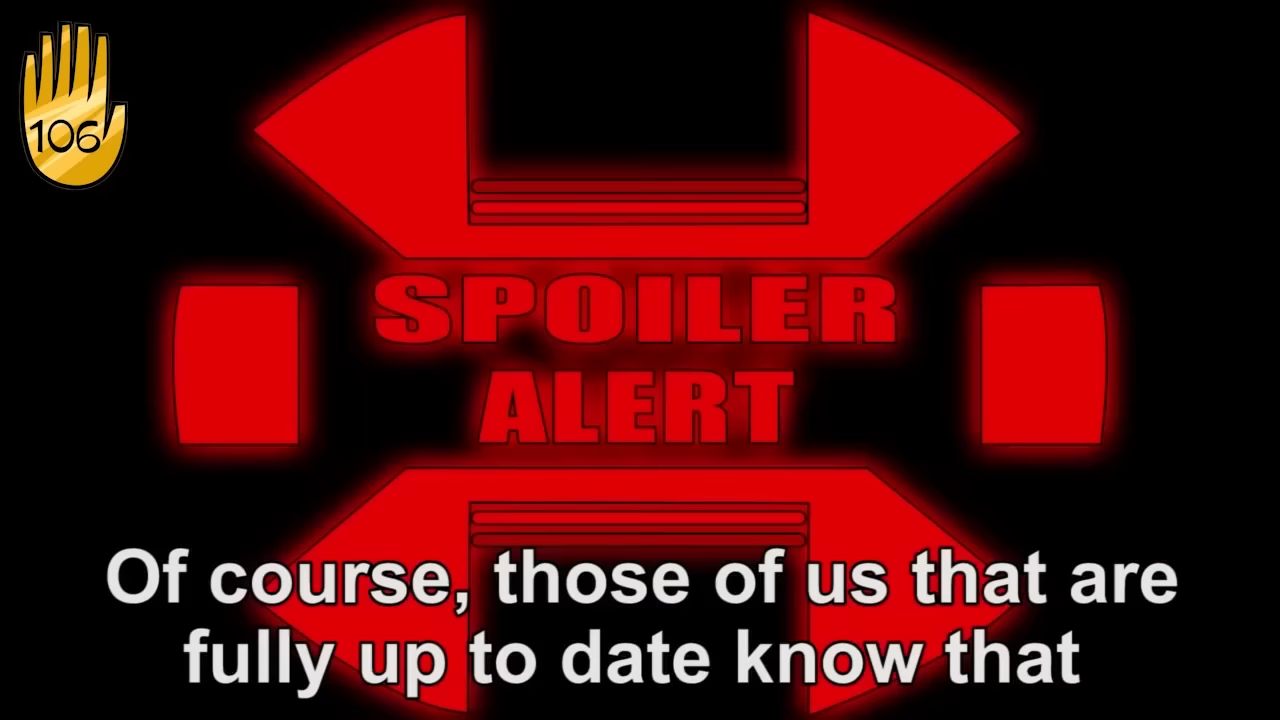 106
SPOILER
ALERT
Of course, those of us that are
fully up to date know that